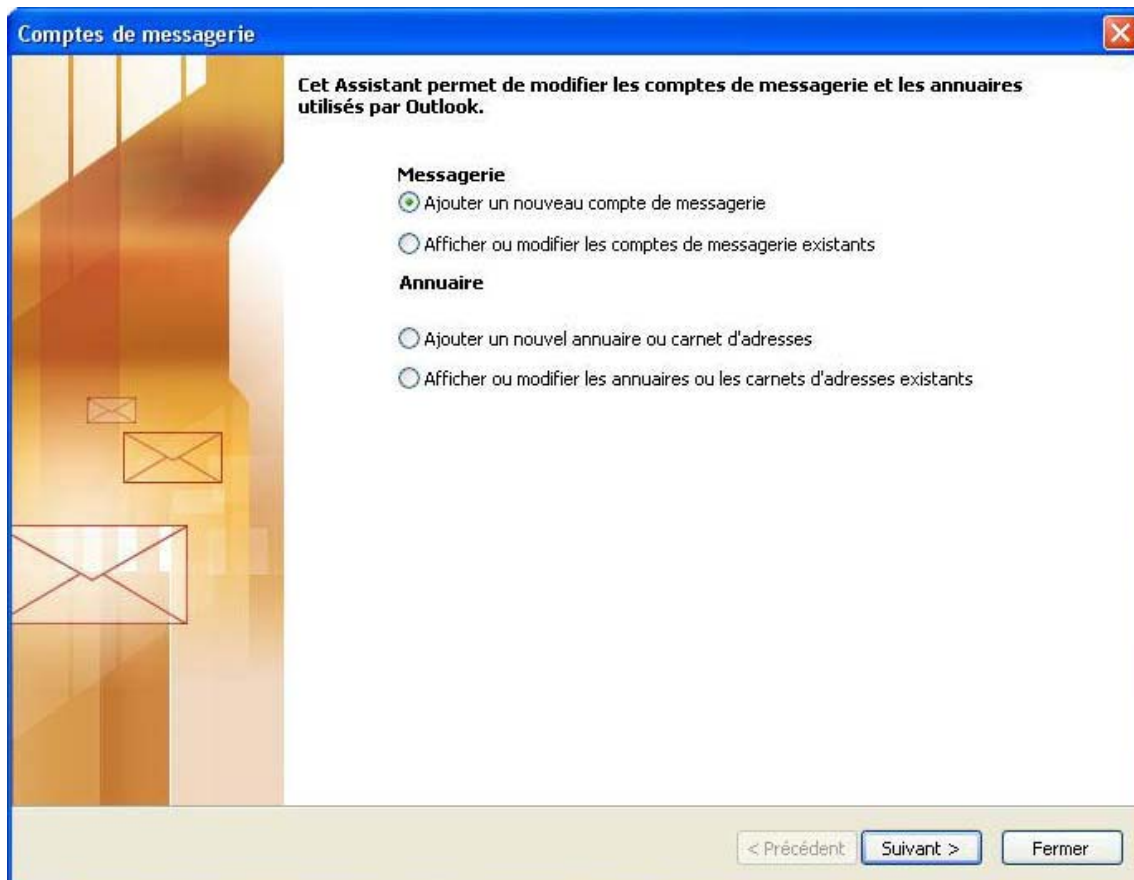 Comptes de messagerie
Cet Assistant permet de modifier les comptes de messagerie et les annuaires
utilisés par Outlook.
Messagerie
Ajouter un nouveau compte de messagerie
Afficher ou modifier les comptes de messagerie existants
Annuaire
Ajouter un nouvel annuaire ou carnet d'adresses
Afficher ou modifier les annuaires ou les carnets d'adresses existants
< Précédent
Suivant >
Fermer